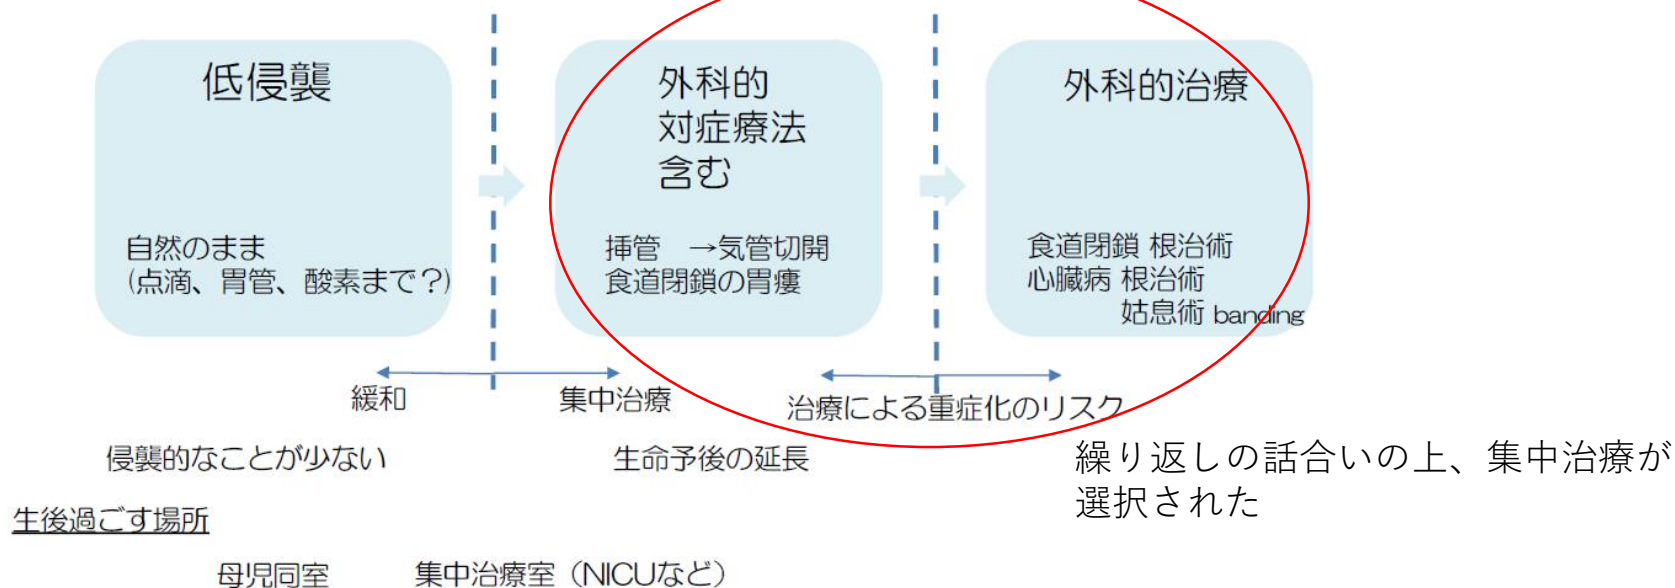 低侵襲
自然のまま
(点滴、胃管、酸素まで?)
外科的
対症療法
含む
挿管 →気管切開
食道閉鎖の胃瘻
外科的治療
食道閉鎖 根治術
心臓病 根治術
姑息術 banding
緩和
集中治療
治療による重症化のリスク
侵襲的なことが少ない
生命予後の延長
繰り返しの話合いの上、集中治療が
選択された
生後過ごす場所
母児同室
集中治療室(NICUなど)